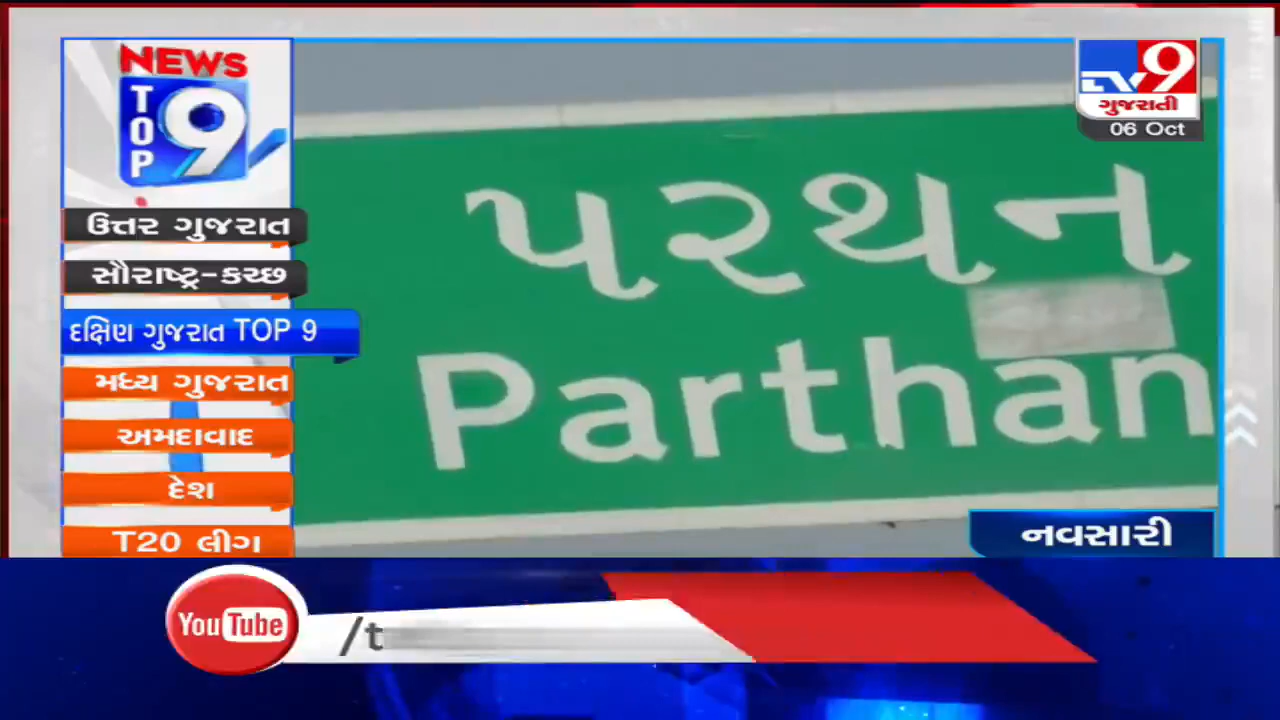 NEWS
TOP
9
ઉત્તર ગુજરાત
સૌરાષ્ટ્ર-કચ્છ
દક્ષિણ ગુજરાત TOP 9
મધ્ય ગુજરાત
અમદાવાદ
દેશ
T20 લીગ
પરથન
Parthan
TV9
ગુજરાતી
06 Oct
નવસારી
YouTube
/t